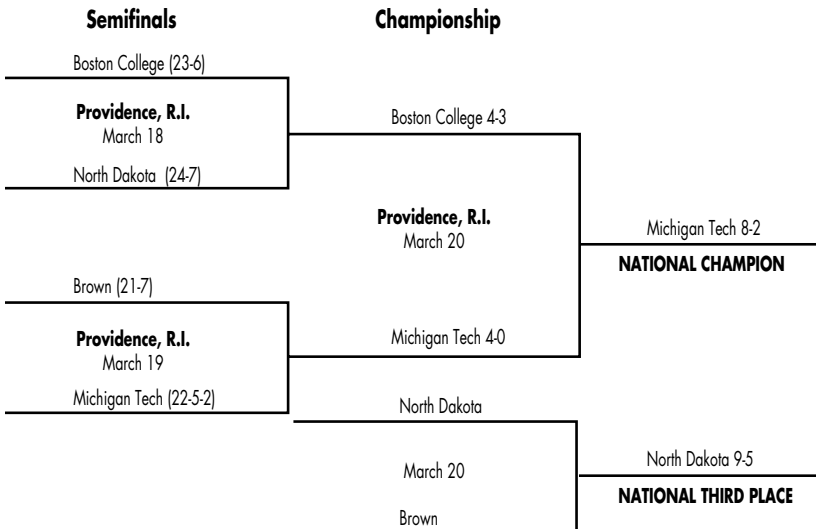 Semifinals
Championship
Boston College (23-6)
Providence, R.I.
March 18
North Dakota (24-7)
Boston College 4-3
Providence, R.I.
March 20
Michigan Tech 8-2
NATIONAL CHAMPION
Brown (21-7)
Providence, R.I.
March 19
Michigan Tech (22-5-2)
Michigan Tech 4-0
North Dakota
March 20
Brown
North Dakota 9-5
NATIONAL THIRD PLACE